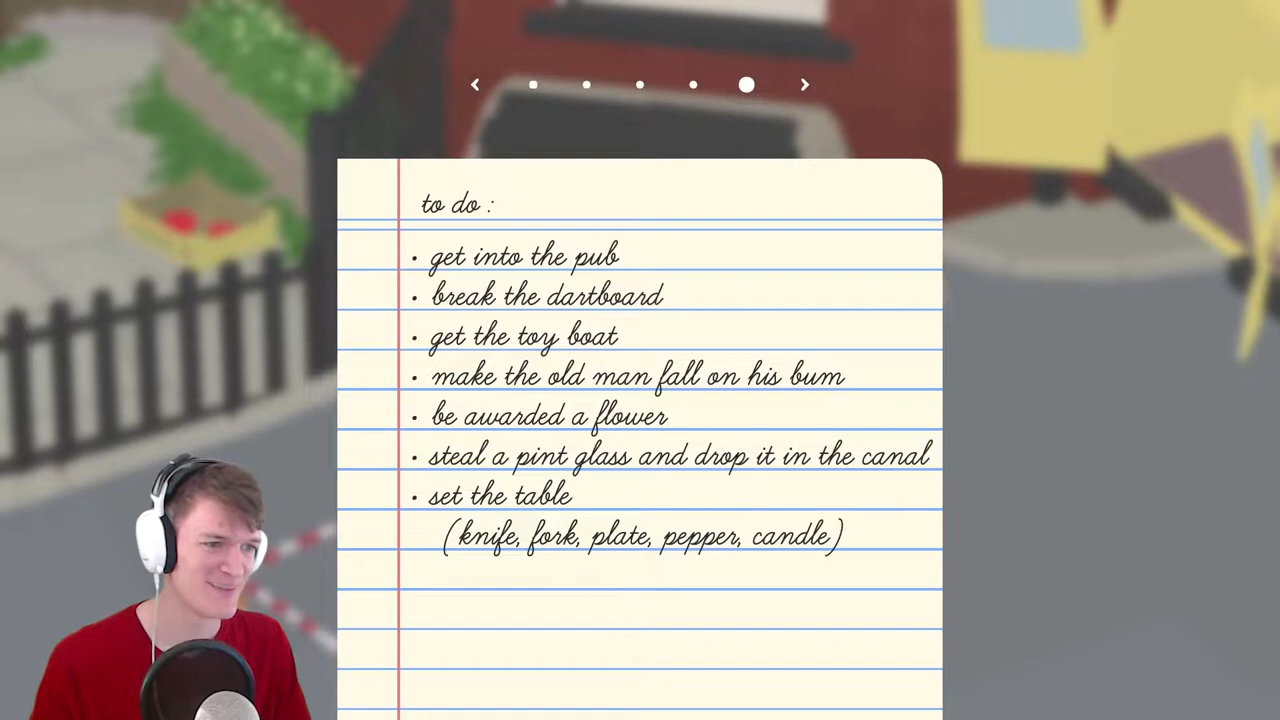 to do :
• get into the pub
• break the dartboard
• get the toy boat
• make the old man fall on his bum
• be awarded a flower
• steal a pint glass and drop it in the canal
• set the table
(knife, fork, plate, pepper, candle)